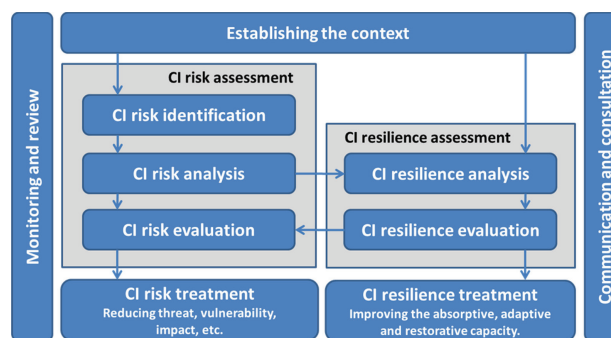 Monitoring and review
Establishing the context
CI risk assessment
CI risk identification
CI risk analysis
CI risk evaluation
CI resilience assessment
CI resilience analysis
CI resilience evaluation
CI risk treatment
Reducing threat, vulnerability,
impact, etc.
CI resilience treatment
Improving the absorptive, adaptive
and restorative capacity.
Communication and consultation